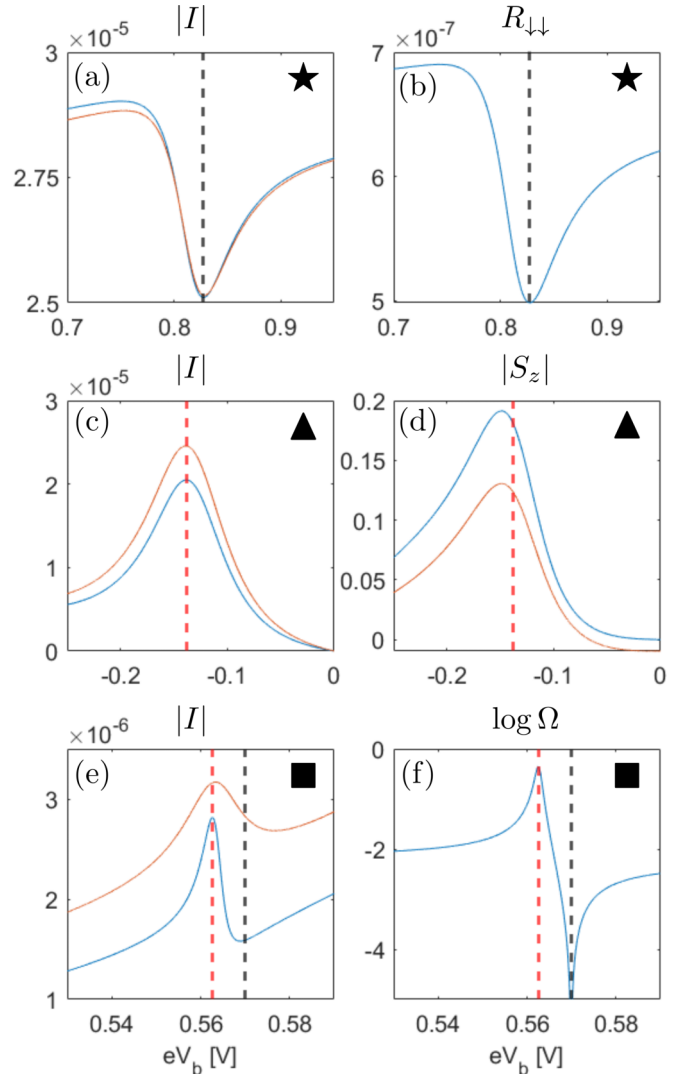 |I| R↓↓
×10⁻⁵ ×10⁻⁷
3 (a) ★ 7 (b) ★
2.75 6
2.5 5
0.7 0.8 0.9 0.7 0.8 0.9
|I| |S_z|
×10⁻⁵
3 (c) ▲ 0.2 (d) ▲
2 0.15
0.1
1 0.05
0 0
-0.2 -0.1 0 -0.2 -0.1 0
|I| log Ω
×10⁻⁶
4 (e) ■ 0 (f) ■
3 -2
2 -4
1
0.54 0.56 0.58 0.54 0.56 0.58
eV_b [V] eV_b [V]